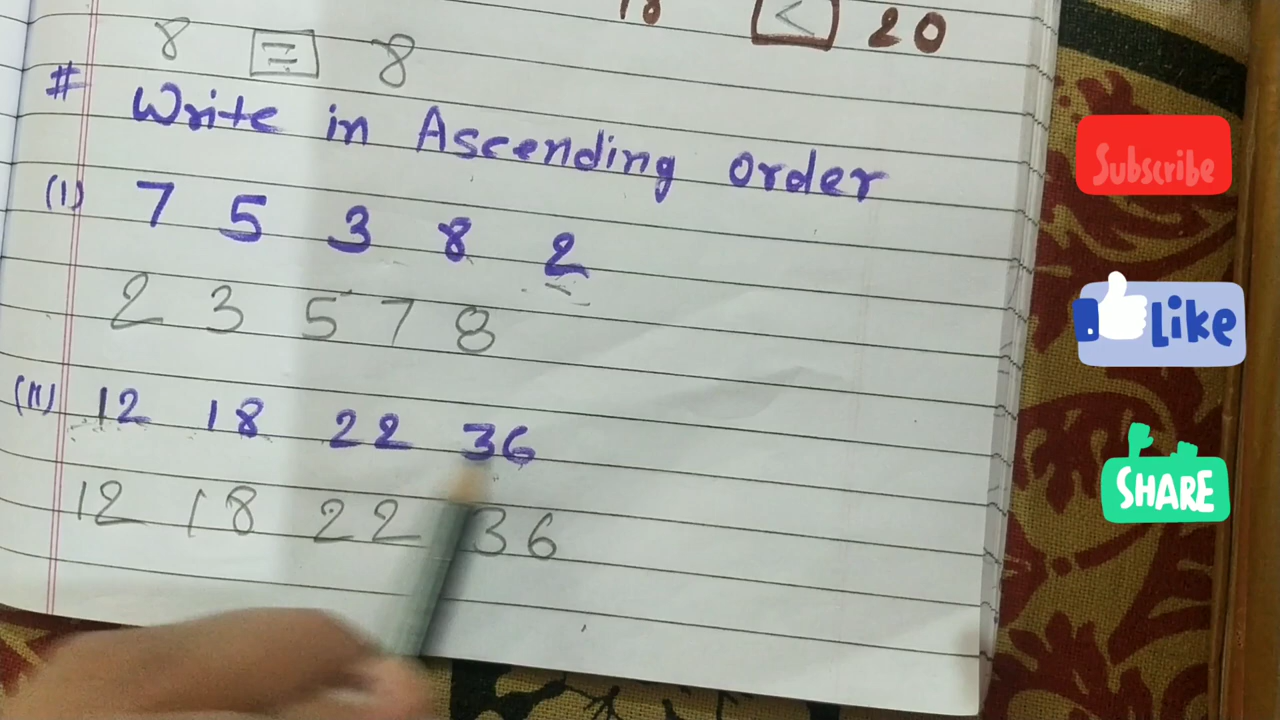 18 < 20
8 = 8
# Write in Ascending order
(I) 7 5 3 8 2
2 3 5 7 8
(II) 12 18 22 36
12 18 22 36
Subscribe
Like
SHARE